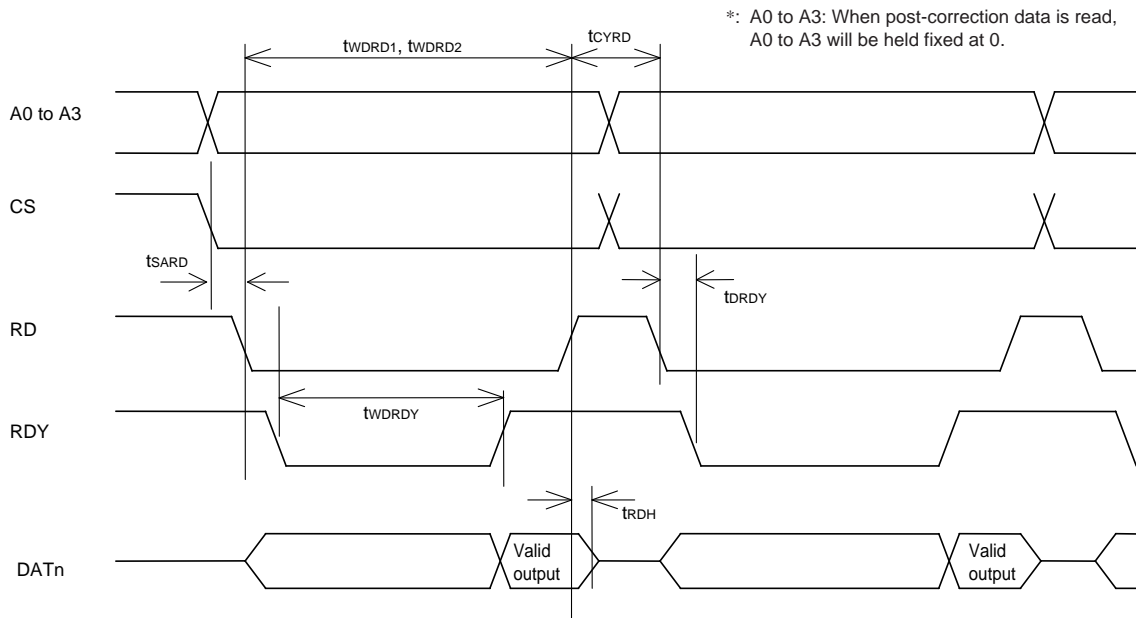 *: A0 to A3: When post-correction data is read,
A0 to A3 will be held fixed at 0.
tWDRD1, tWDRD2
tCYRD
A0 to A3
CS
tSARD
tDRDY
RD
tWDRDY
RDY
tRDH
DATn
Valid
output
Valid
output